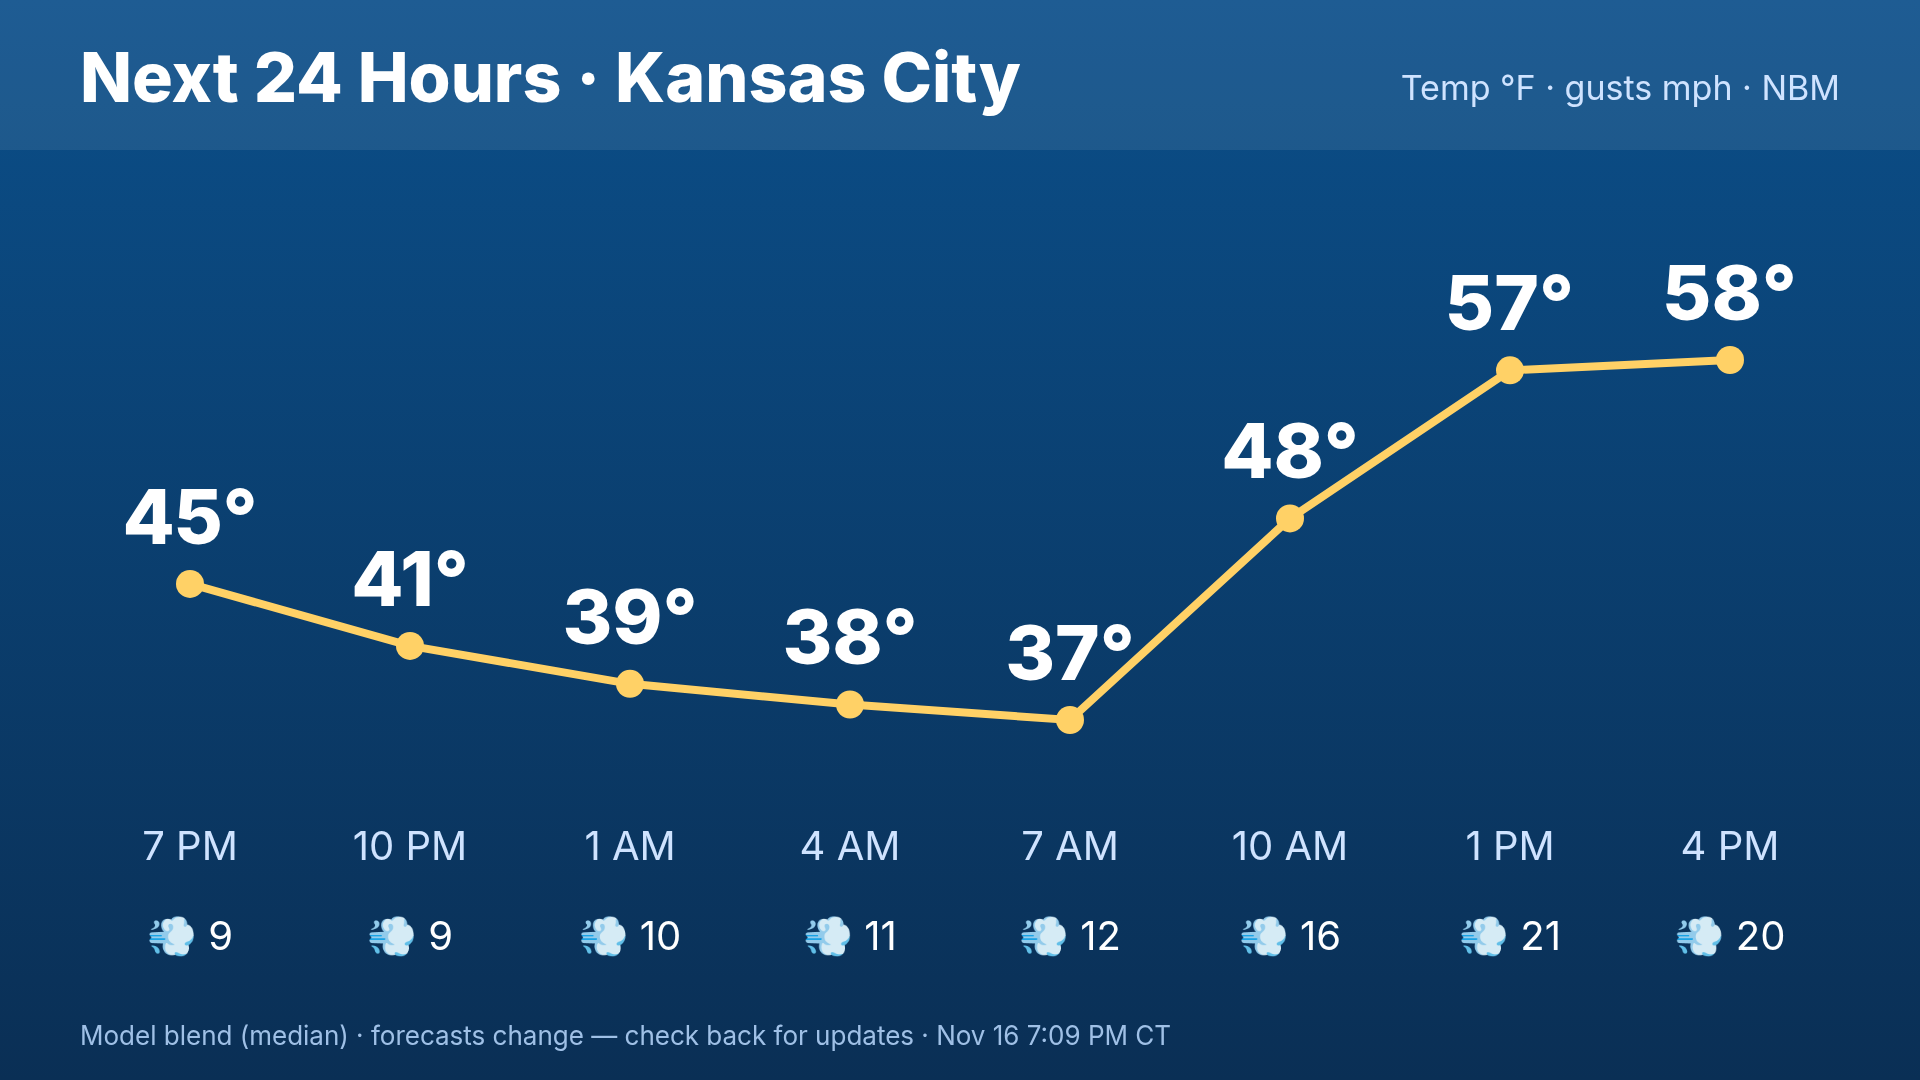 Next 24 Hours · Kansas City
Temp °F · gusts mph · NBM
45° 41° 39° 38° 37° 48° 57° 58°
7 PM 10 PM 1 AM 4 AM 7 AM 10 AM 1 PM 4 PM
💨 9 💨 9 💨 10 💨 11 💨 12 💨 16 💨 21 💨 20
Model blend (median) · forecasts change — check back for updates · Nov 16 7:09 PM CT